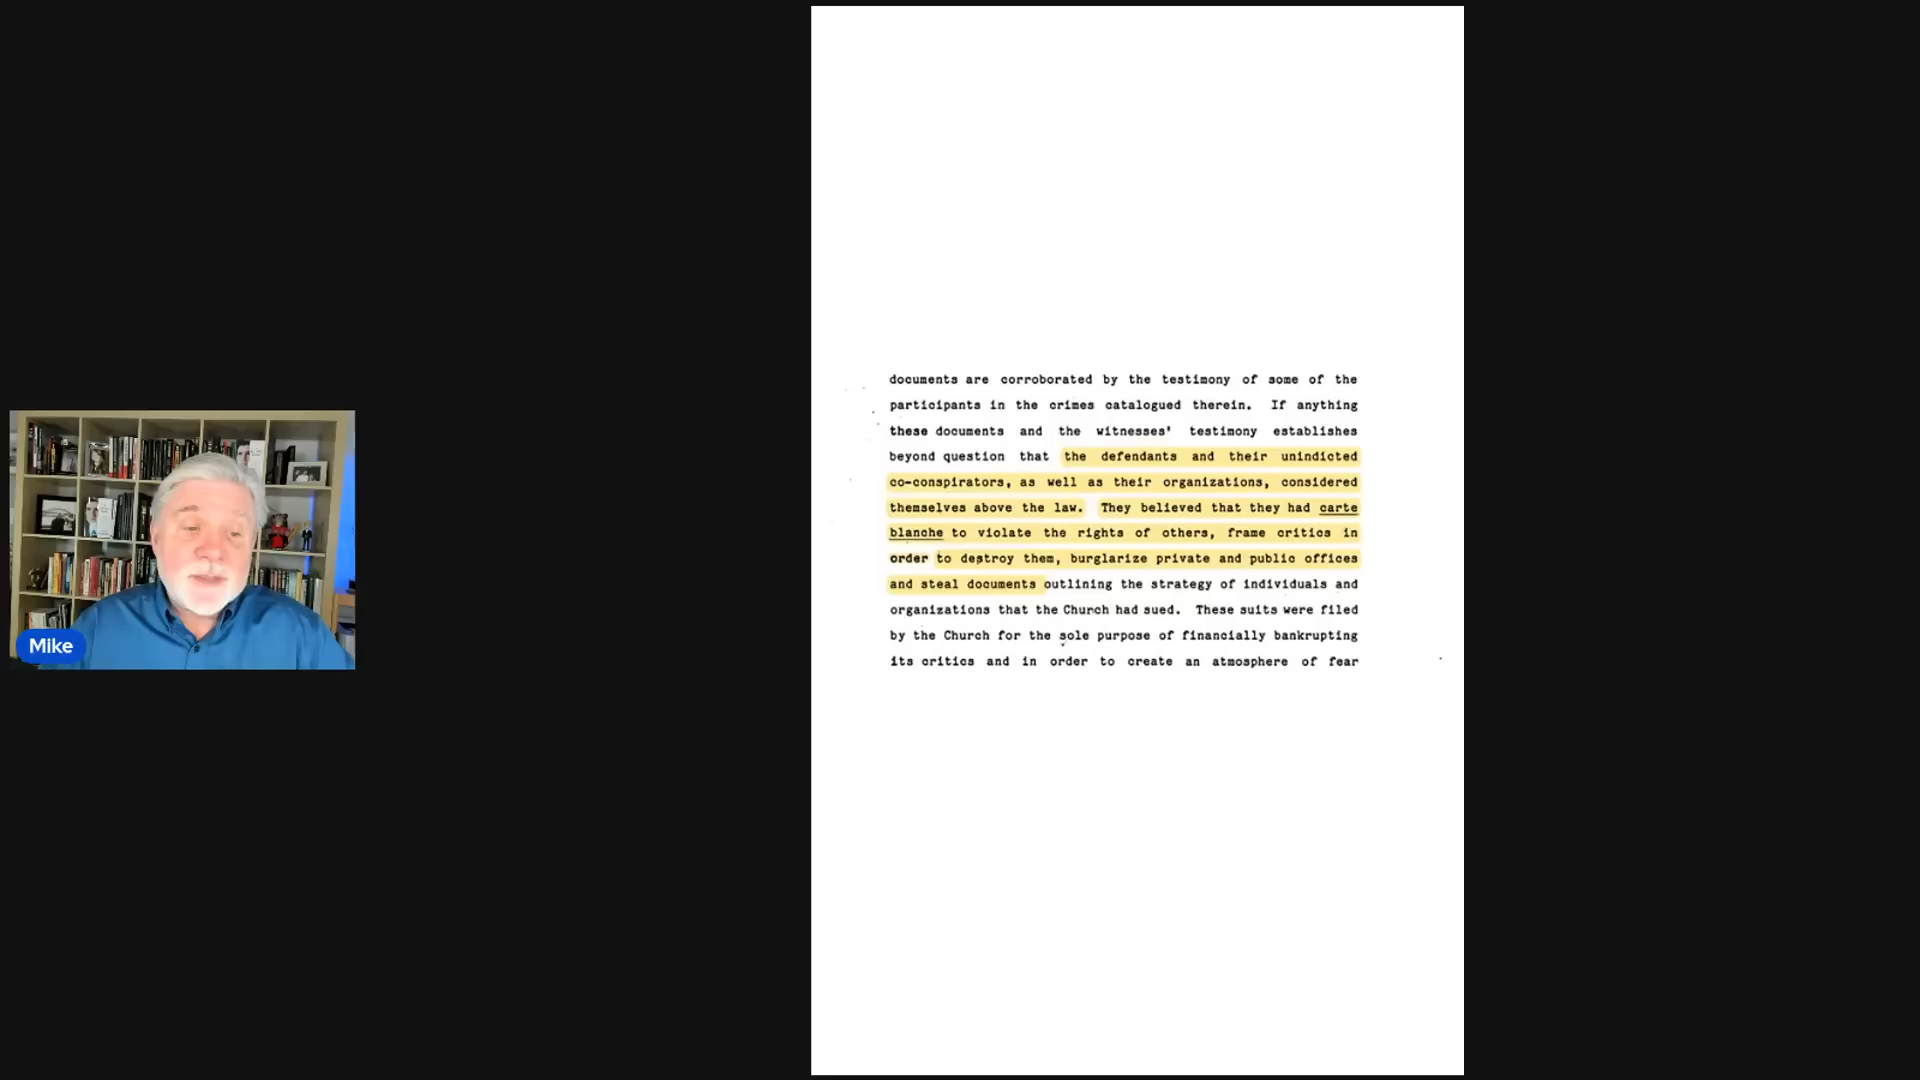 documents are corroborated by the testimony of some of the
participants in the crimes catalogued therein. If anything
these documents and the witnesses' testimony establishes
beyond question that the defendants and their unindicted
co-conspirators, as well as their organizations, considered
themselves above the law. They believed that they had carte
blanche to violate the rights of others, frame critics in
order to destroy them, burglarize private and public offices
and steal documents outlining the strategy of individuals and
organizations that the Church had sued. These suits were filed
by the Church for the sole purpose of financially bankrupting
its critics and in order to create an atmosphere of fear
Mike